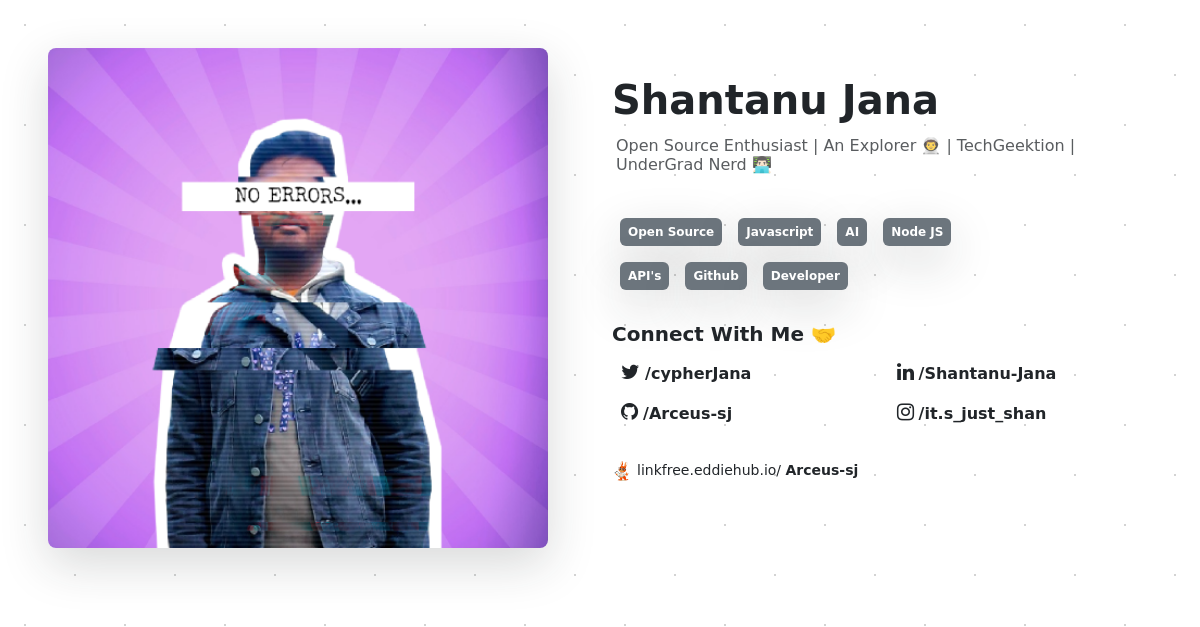 NO ERRORS...
Shantanu Jana
Open Source Enthusiast | An Explorer 👨‍🚀 | TechGeektion |
UnderGrad Nerd 👨🏻‍💻
Open Source Javascript AI Node JS
API's Github Developer
Connect With Me 🤝
/cypherJana /Shantanu-Jana
/Arceus-sj /it.s_just_shan
linkfree.eddiehub.io/ Arceus-sj